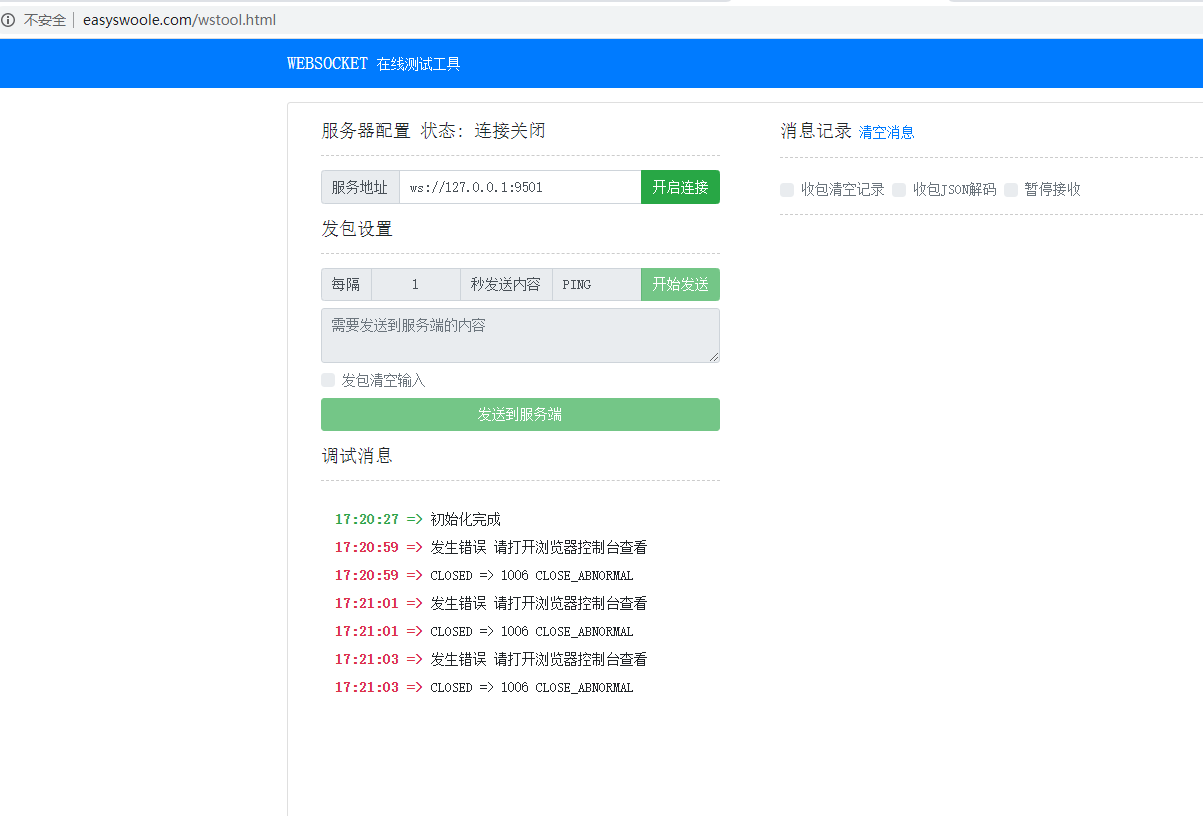 不安全 easyswoole.com/wstool.html
WEBSOCKET 在线测试工具
服务器配置 状态: 连接关闭
服务地址 ws://127.0.0.1:9501 开启连接
发包设置
每隔 1 秒发送内容 PING 开始发送
需要发送到服务端的内容
发包清空输入
发送到服务端
调试消息
17:20:27 => 初始化完成
17:20:59 => 发生错误 请打开浏览器控制台查看
17:20:59 => CLOSED => 1006 CLOSE_ABNORMAL
17:21:01 => 发生错误 请打开浏览器控制台查看
17:21:01 => CLOSED => 1006 CLOSE_ABNORMAL
17:21:03 => 发生错误 请打开浏览器控制台查看
17:21:03 => CLOSED => 1006 CLOSE_ABNORMAL
消息记录 清空消息
收包清空记录 收包JSON解码 暂停接收